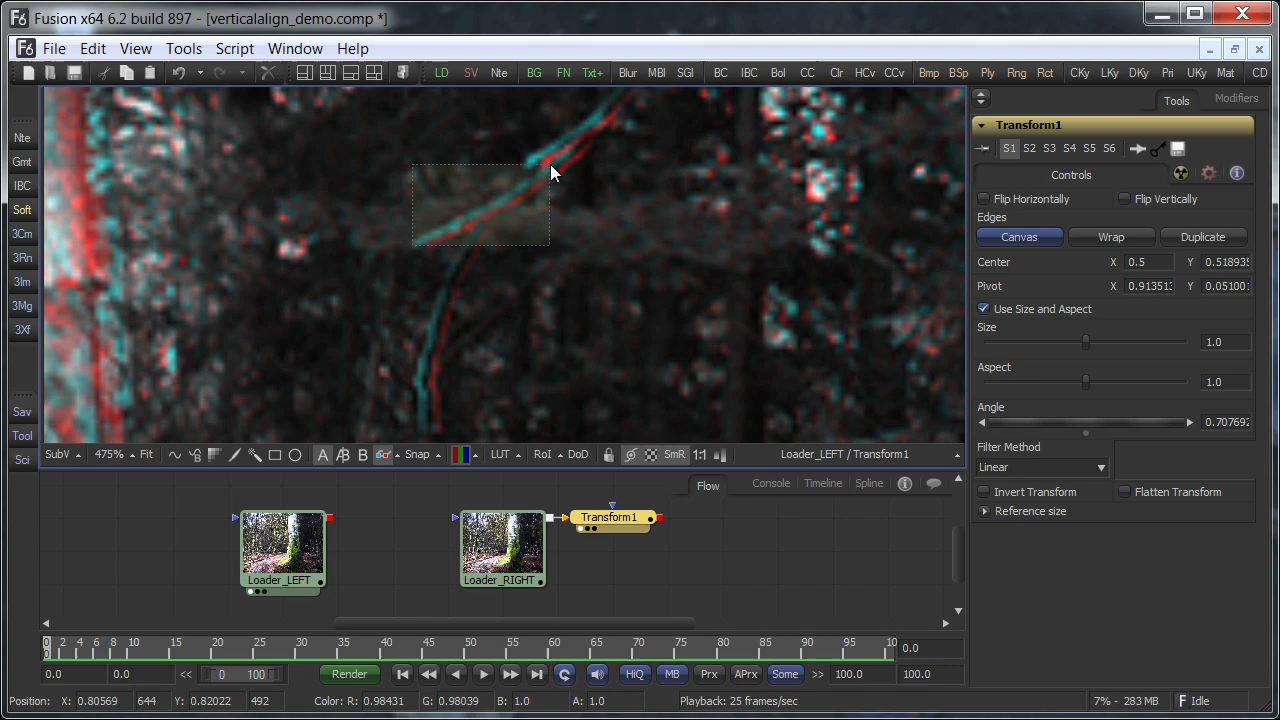 Fusion x64 6.2 build 897 - [verticalalign_demo.comp *]
File Edit View Tools Script Window Help
LD SV Nte BG FN Txt+ Blur MBl SGl BC IBC Bol CC Clr HCv CCv Bmp BSp Ply Rng Rct CKy LKy DKy Pri UKy Mat CD
Nte
Gmt
IBC
Soft
3Cm
3Rn
3Im
3Mg
3Xf
Sav
Tool
Sci
Tools Modifiers
Transform1
S1 S2 S3 S4 S5 S6
Controls
Flip Horizontally Flip Vertically
Edges
Canvas Wrap Duplicate
Center X 0.5 Y 0.518935
Pivot X 0.913513 Y 0.051001
Use Size and Aspect
Size
1.0
Aspect
1.0
Angle
0.707692
Filter Method
Linear
Invert Transform Flatten Transform
Reference size
SubV 475% Fit A B Snap LUT RoI DoD SmR 1:1 Loader_LEFT / Transform1
Flow Console Timeline Spline
Transform1
Loader_LEFT Loader_RIGHT
0 2 4 6 8 10 15 20 25 30 35 40 45 50 55 60 65 70 75 80 85 90 95 10
0 0.0
0.0 0.0 << 0 100 Render HiQ MB Prx APrx Some >> 100.0 100.0
Position: X: 0.80569 644 Y: 0.82022 492 Color: R: 0.98431 G: 0.98039 B: 1.0 A: 1.0 Playback: 25 frames/sec 7% - 283 MB Idle